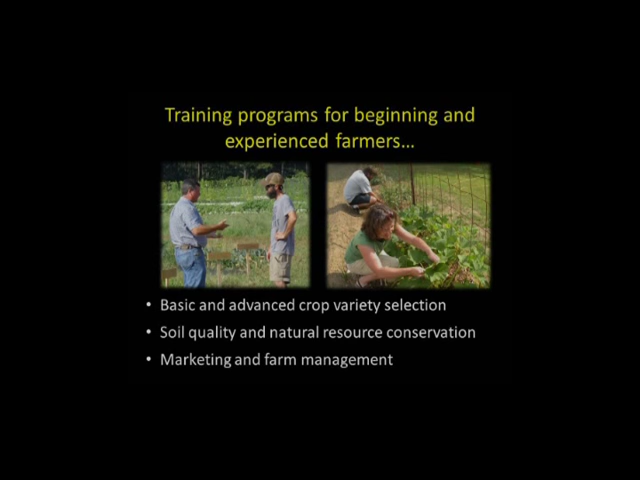 Training programs for beginning and
experienced farmers...
• Basic and advanced crop variety selection
• Soil quality and natural resource conservation
• Marketing and farm management